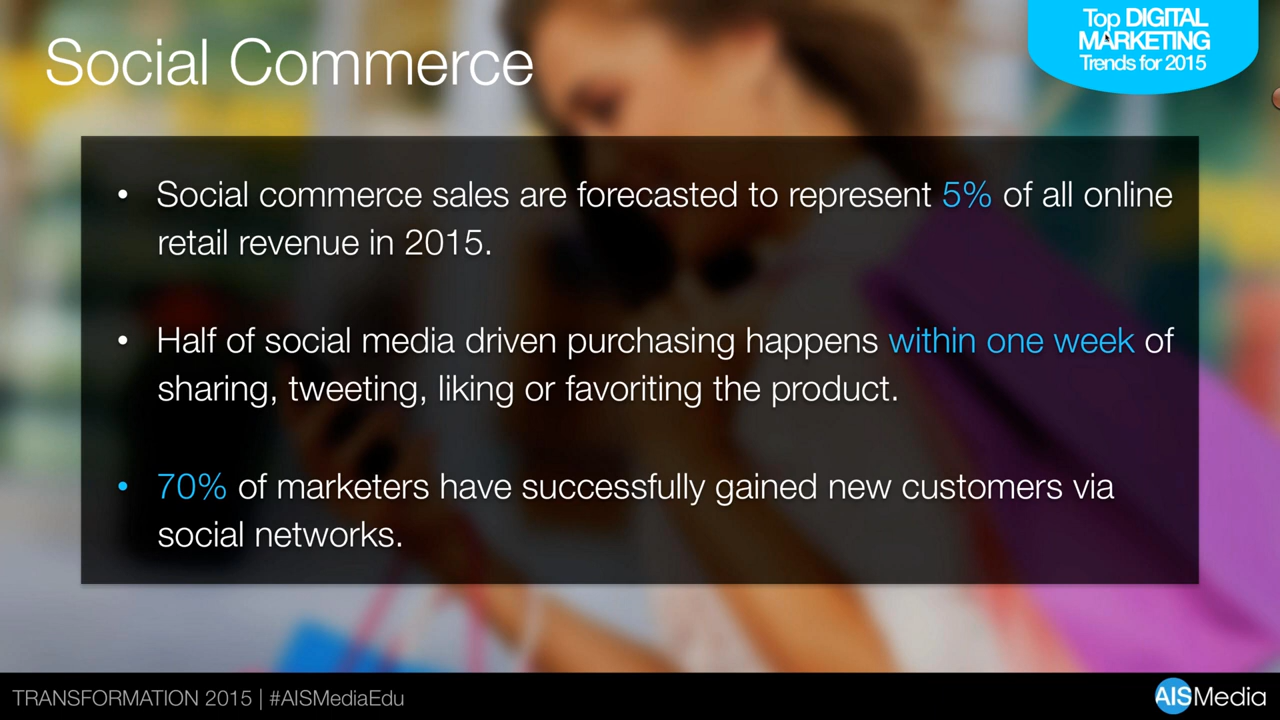 Social Commerce
Top DIGITAL
MARKETING
Trends for 2015
• Social commerce sales are forecasted to represent 5% of all online
retail revenue in 2015.
• Half of social media driven purchasing happens within one week of
sharing, tweeting, liking or favoriting the product.
• 70% of marketers have successfully gained new customers via
social networks.
TRANSFORMATION 2015 | #AISMediaEdu
AISMedia